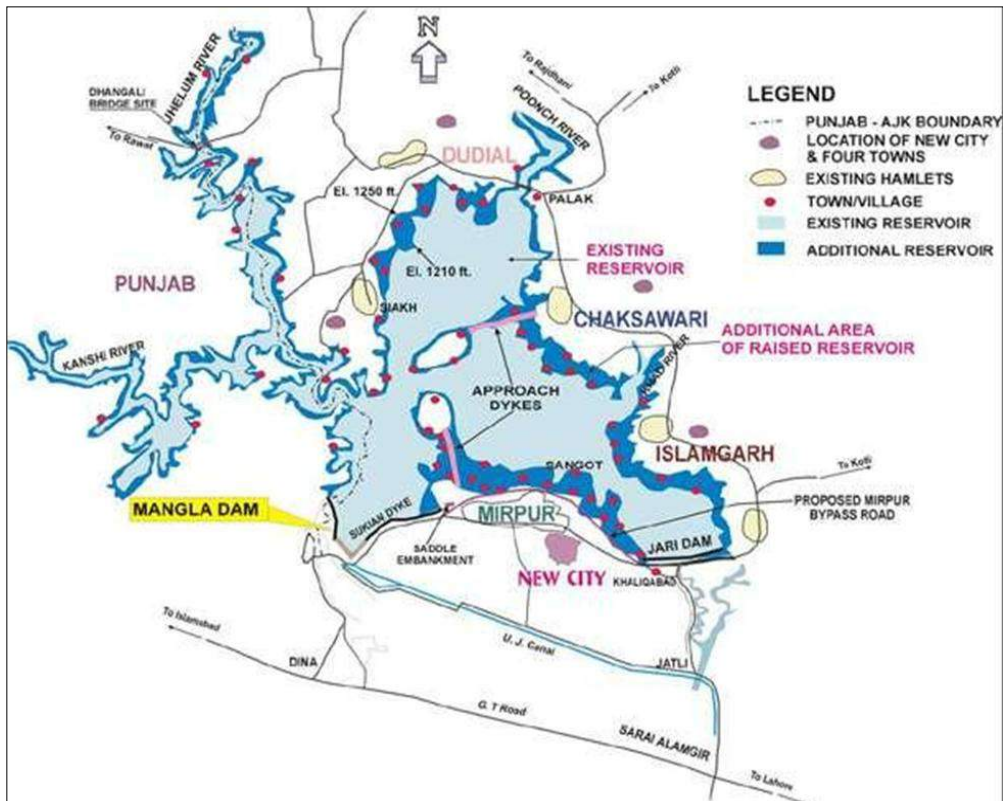 N
JHELUM RIVER
DHANGALI
BRIDGE SITE
To Rawat
To Rajdhani
To Kotli
POONCH RIVER
DUDIAL
El. 1250 ft.
PALAK
LEGEND
PUNJAB - AJK BOUNDARY
LOCATION OF NEW CITY
& FOUR TOWNS
EXISTING HAMLETS
TOWN/VILLAGE
EXISTING RESERVOIR
ADDITIONAL RESERVOIR
EXISTING
RESERVOIR
El. 1210 ft.
PUNJAB
SIAKH
CHAKSAWARI
ADDITIONAL AREA
OF RAISED RESERVOIR
KANSHI RIVER
RIVER
APPROACH
DYKES
ISLAMGARH
To Kotli
SANGOT
PROPOSED MIRPUR
BYPASS ROAD
MANGLA DAM
SUKIAN DYKE
MIRPUR
SADDLE
EMBANKMENT
JARI DAM
NEW CITY
KHALIQABAD
To Islamabad
DINA
U. J. Canal
JATLI
G. T Road
SARAI ALAMGIR
To Lahore